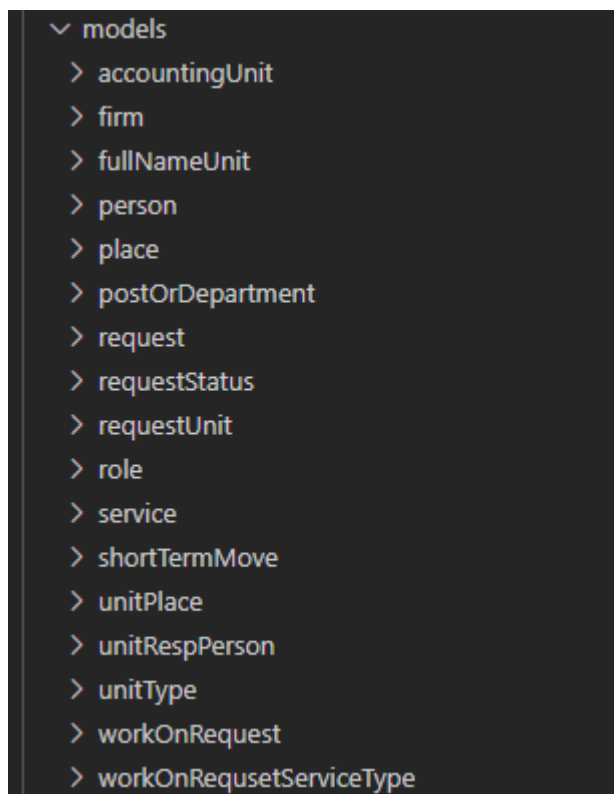 models
accountingUnit
firm
fullNameUnit
person
place
postOrDepartment
request
requestStatus
requestUnit
role
service
shortTermMove
unitPlace
unitRespPerson
unitType
workOnRequest
workOnRequsetServiceType